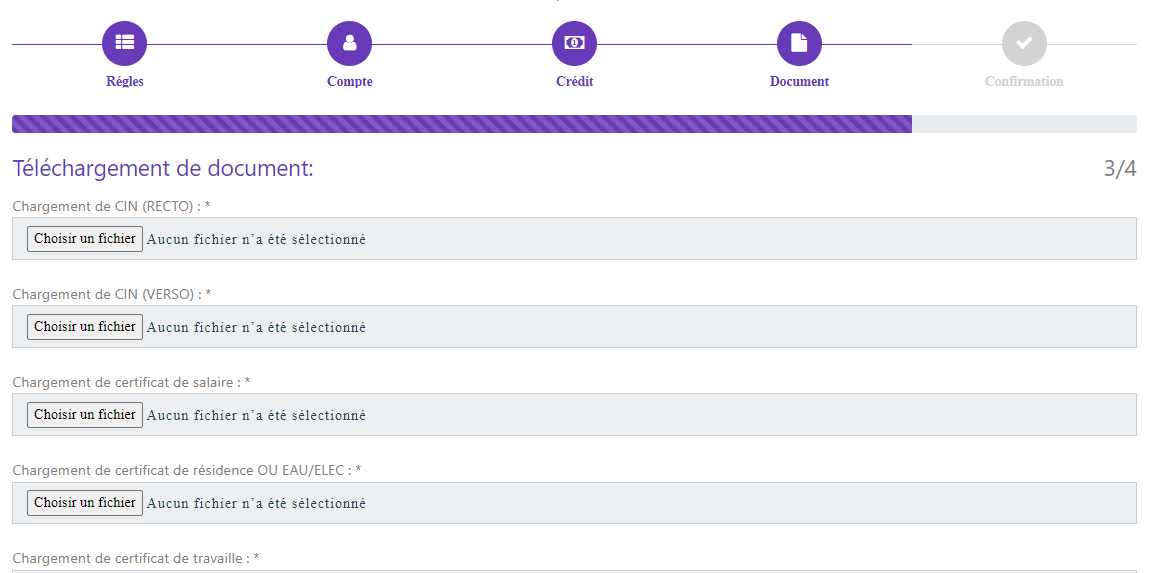 Régles
Compte
Crédit
Document
Confirmation
Téléchargement de document:
3/4
Chargement de CIN (RECTO) : *
Choisir un fichier Aucun fichier n’a été sélectionné
Chargement de CIN (VERSO) : *
Choisir un fichier Aucun fichier n’a été sélectionné
Chargement de certificat de salaire : *
Choisir un fichier Aucun fichier n’a été sélectionné
Chargement de certificat de résidence OU EAU/ELEC : *
Choisir un fichier Aucun fichier n’a été sélectionné
Chargement de certificat de travaille : *